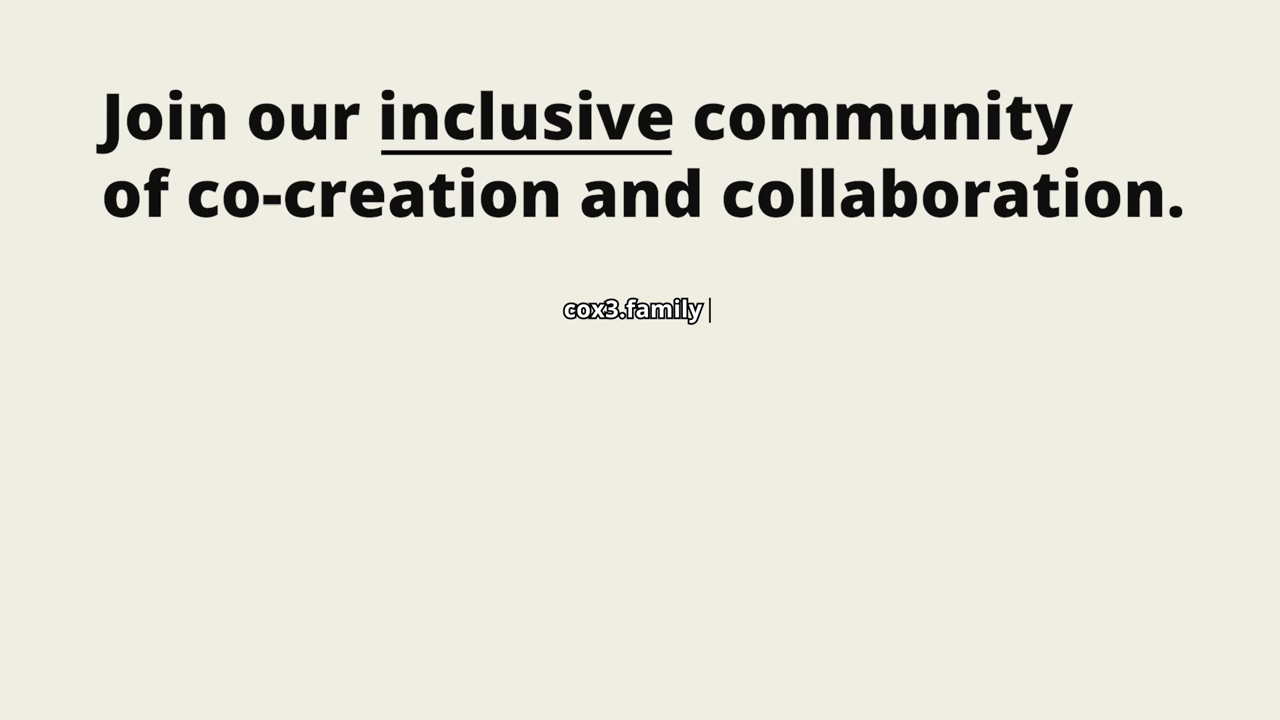 Join our inclusive community
of co-creation and collaboration.
cox3.family